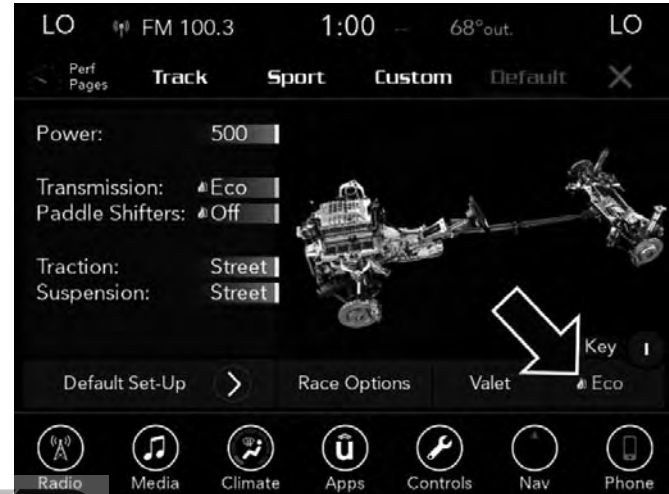 LO FM 100.3 1:00 68°out. LO
Perf Pages Track Sport Custom Default X
Power: 500
Transmission: Eco
Paddle Shifters: Off
Traction: Street
Suspension: Street
Key I
Default Set-Up > Race Options Valet Eco
û
Radio Media Climate Apps Controls Nav Phone